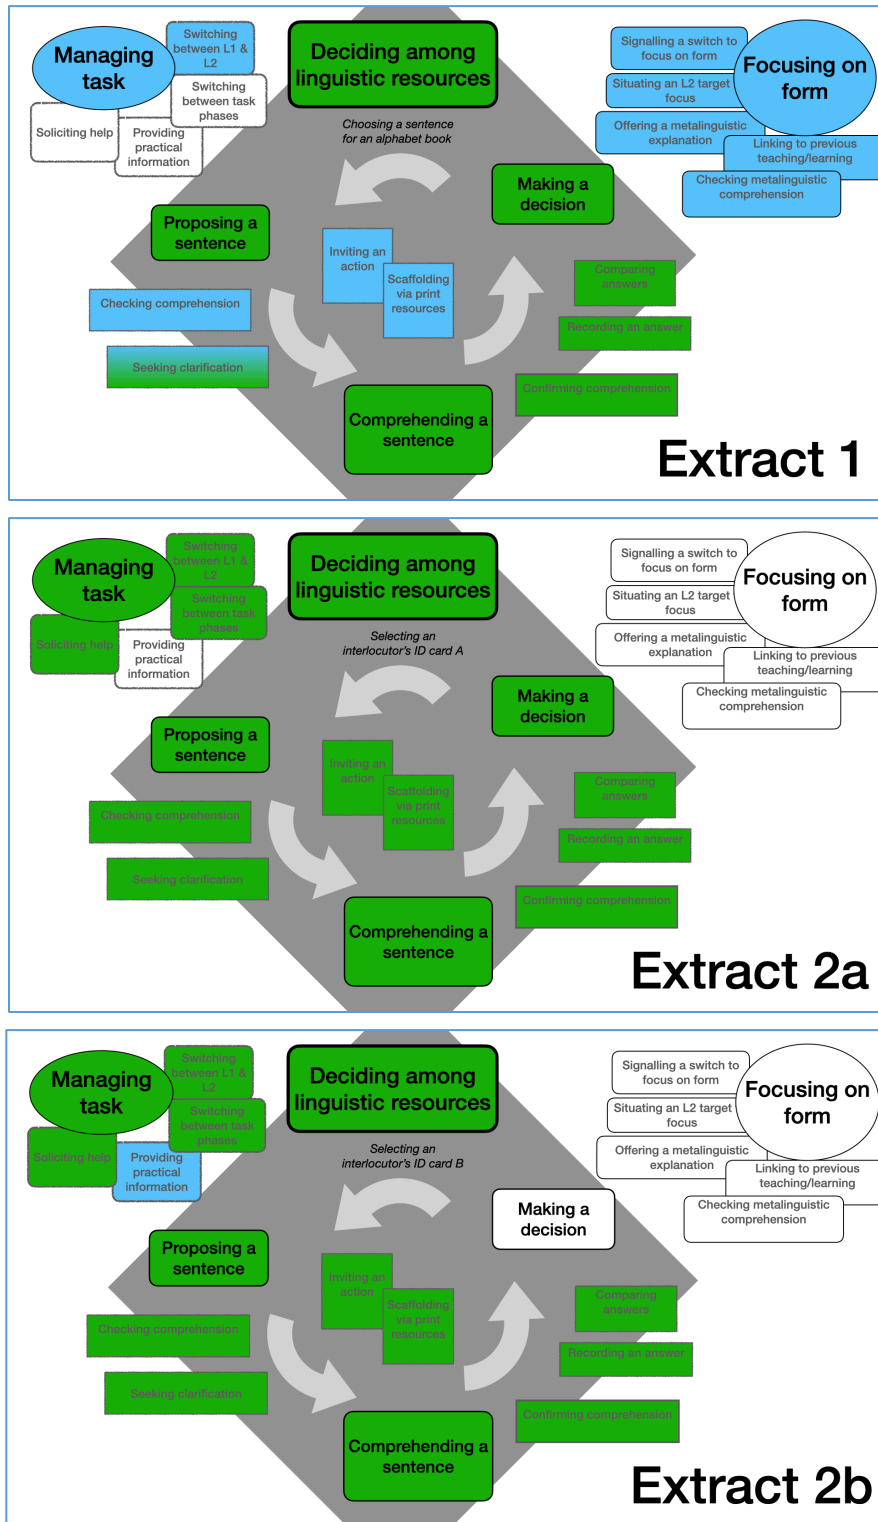 Managing
task
Switching
between L1 &
L2
Switching
between task
phases
Soliciting help
Providing
practical
information
Deciding among
linguistic resources
Choosing a sentence
for an alphabet book
Signalling a switch to
focus on form
Situating an L2 target
focus
Offering a metalinguistic
explanation
Linking to previous
teaching/learning
Checking metalinguistic
comprehension
Focusing on
form
Making a
decision
Proposing a
sentence
Inviting an
action
Scaffolding
via print
resources
Comparing
answers
Checking comprehension
Recording an answer
Seeking clarification
Confirming comprehension
Comprehending a
sentence
Extract 1
Managing
task
Switching
between L1 &
L2
Switching
between task
phases
Soliciting help
Providing
practical
information
Deciding among
linguistic resources
Selecting an
interlocutor's ID card A
Signalling a switch to
focus on form
Situating an L2 target
focus
Offering a metalinguistic
explanation
Linking to previous
teaching/learning
Checking metalinguistic
comprehension
Focusing on
form
Making a
decision
Proposing a
sentence
Inviting an
action
Scaffolding
via print
resources
Comparing
answers
Checking comprehension
Recording an answer
Seeking clarification
Confirming comprehension
Comprehending a
sentence
Extract 2a
Managing
task
Switching
between L1 &
L2
Switching
between task
phases
Soliciting help
Providing
practical
information
Deciding among
linguistic resources
Selecting an
interlocutor's ID card B
Signalling a switch to
focus on form
Situating an L2 target
focus
Offering a metalinguistic
explanation
Linking to previous
teaching/learning
Checking metalinguistic
comprehension
Focusing on
form
Making a
decision
Proposing a
sentence
Inviting an
action
Scaffolding
via print
resources
Comparing
answers
Checking comprehension
Recording an answer
Seeking clarification
Confirming comprehension
Comprehending a
sentence
Extract 2b